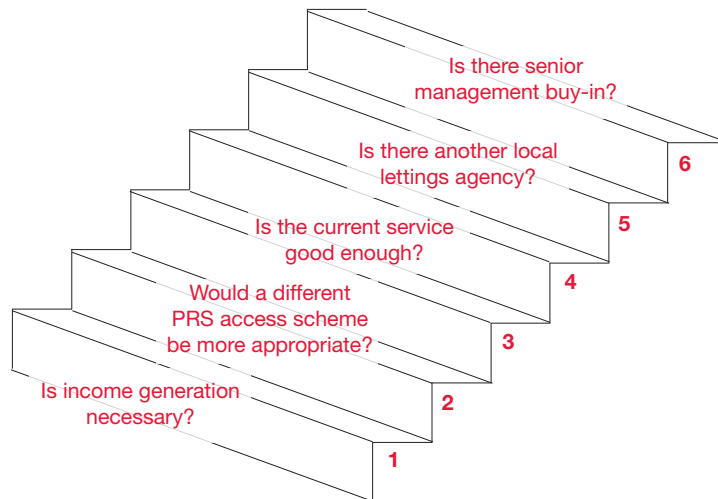 Is there senior
management buy-in?
6
Is there another local
lettings agency?
5
Is the current service
good enough?
4
Would a different
PRS access scheme
be more appropriate?
3
Is income generation
necessary?
2
1